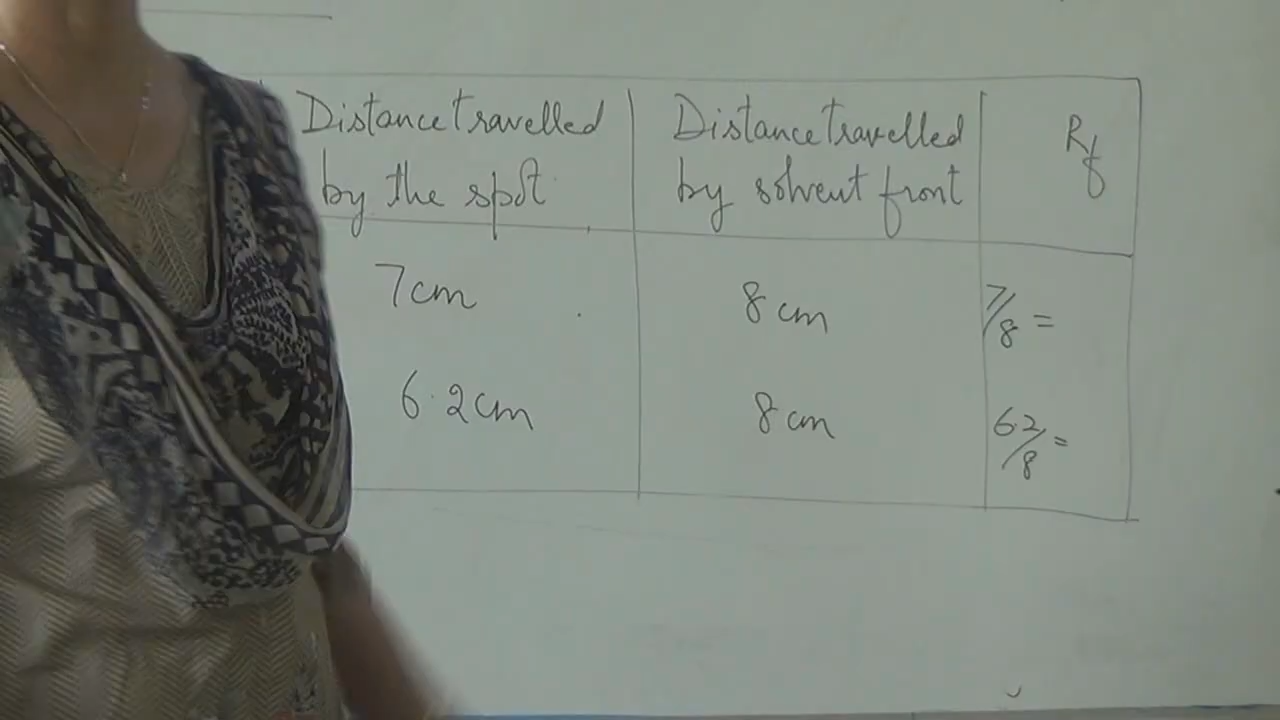 Distance travelled
by the spot
Distance travelled
by solvent front
Rf
7cm
8 cm
7/8 =
6.2cm
8 cm
6.2/8 =